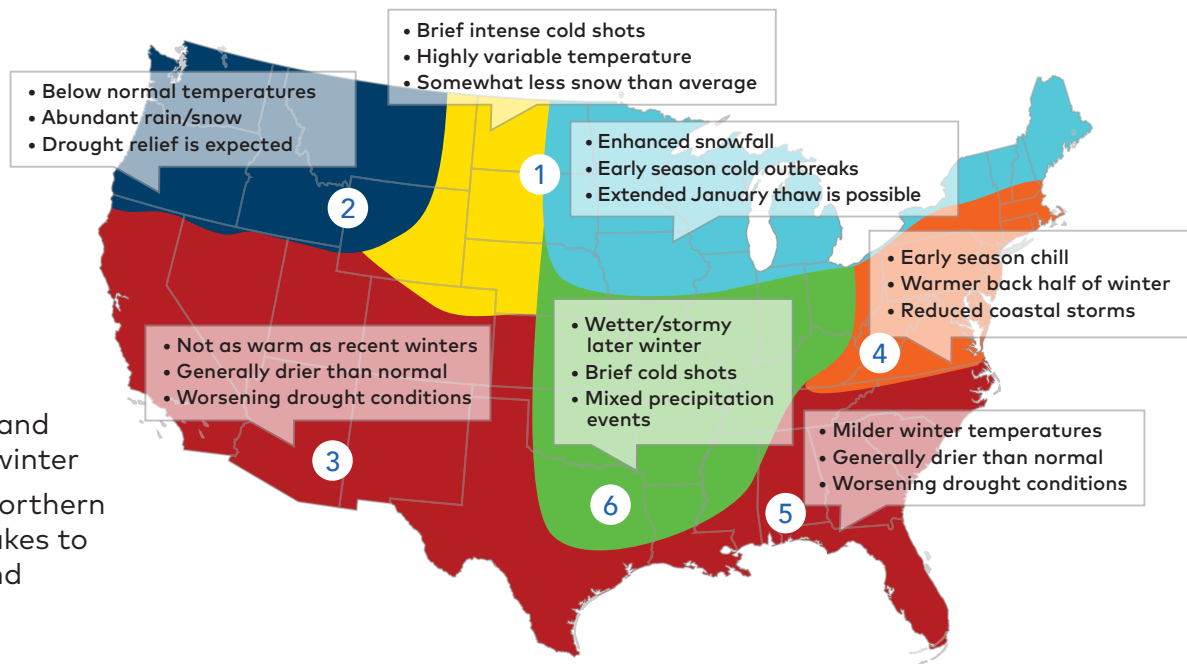 • Brief intense cold shots
• Highly variable temperature
• Somewhat less snow than average
• Below normal temperatures
• Abundant rain/snow
• Drought relief is expected
• Enhanced snowfall
• Early season cold outbreaks
• Extended January thaw is possible
1
2
• Early season chill
• Warmer back half of winter
• Reduced coastal storms
4
• Wetter/stormy
later winter
• Brief cold shots
• Mixed precipitation
events
• Not as warm as recent winters
• Generally drier than normal
• Worsening drought conditions
3
• Milder winter temperatures
• Generally drier than normal
• Worsening drought conditions
5
6
and
winter
orthern
akes to
nd